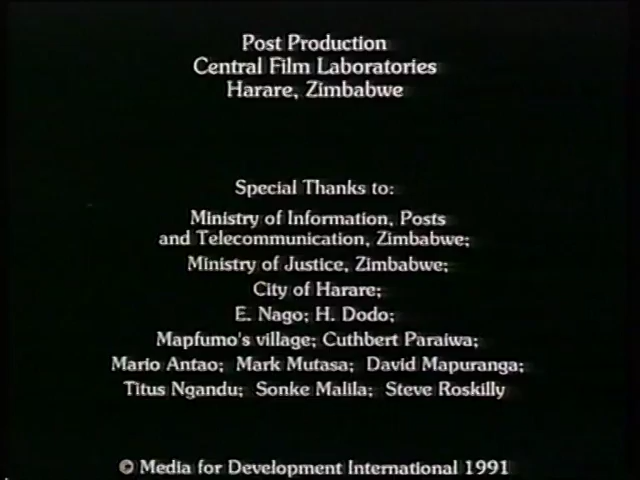 Post Production
Central Film Laboratories
Harare, Zimbabwe
Special Thanks to:
Ministry of Information, Posts
and Telecommunication, Zimbabwe;
Ministry of Justice, Zimbabwe;
City of Harare;
E. Nago; H. Dodo;
Mapfumo's village; Cuthbert Paraiwa;
Mario Antao; Mark Mutasa; David Mapuranga;
Titus Ngandu; Sonke Malila; Steve Roskilly
© Media for Development International 1991